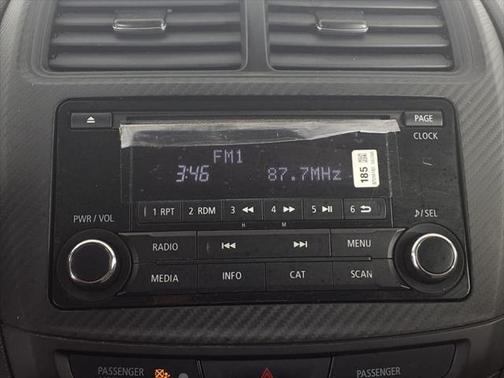 PAGE
CLOCK
FM1
3:46 87.7MHz
185
1 RPT 2 RDM 3 4 5 6
H M
PWR / VOL
♪/SEL
RADIO MENU
MEDIA INFO CAT SCAN
PASSENGER PASSENGER